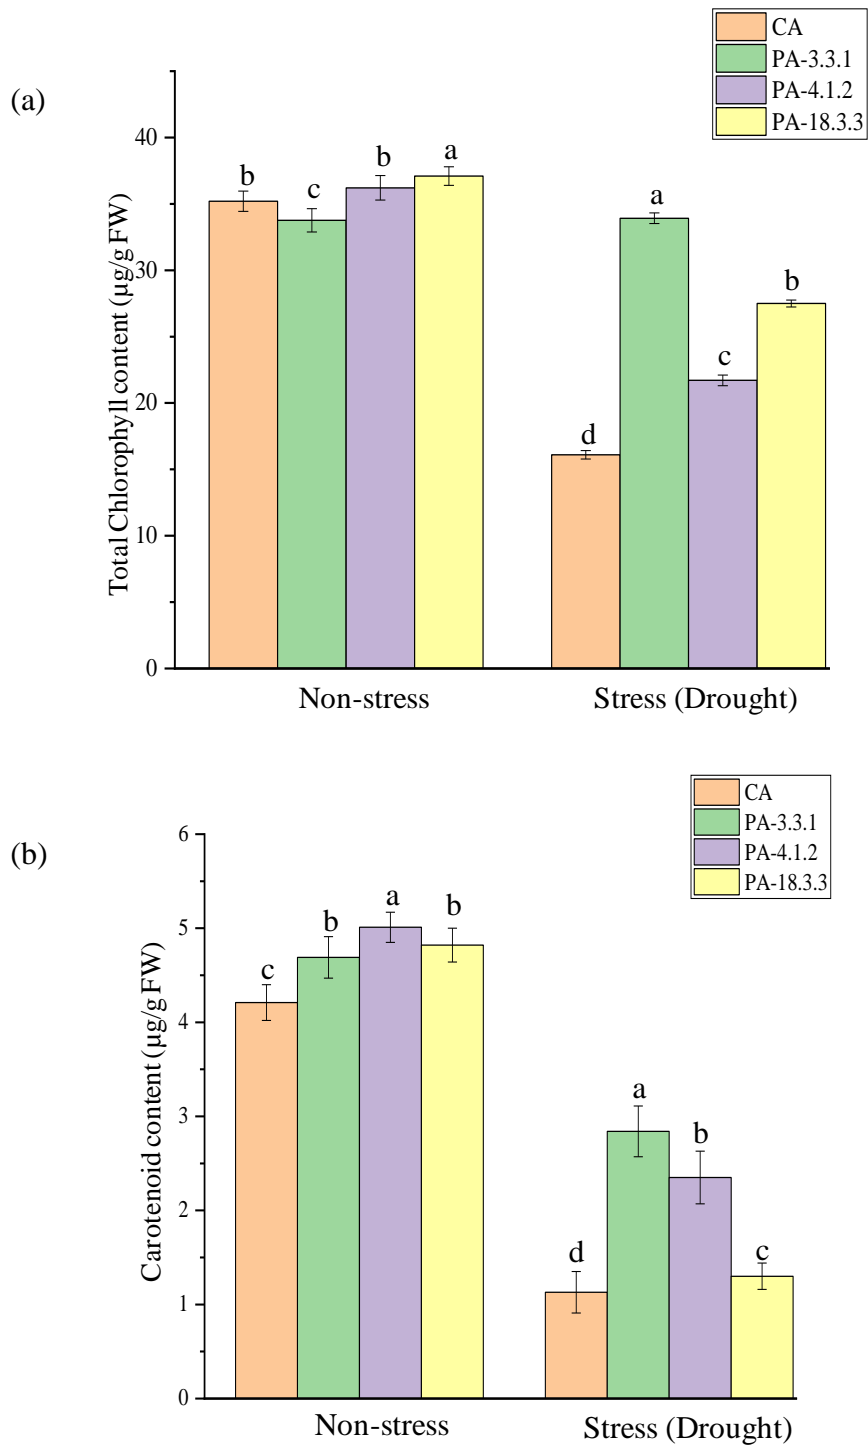 CA
PA-3.3.1
PA-4.1.2
PA-18.3.3
(a)
Total Chlorophyll content (µg/g FW)
40
30
20
10
0
b
c
b
a
d
a
c
b
Non-stress
Stress (Drought)
CA
PA-3.3.1
PA-4.1.2
PA-18.3.3
(b)
Carotenoid content (µg/g FW)
6
5
4
3
2
1
0
c
b
a
b
d
a
b
c
Non-stress
Stress (Drought)